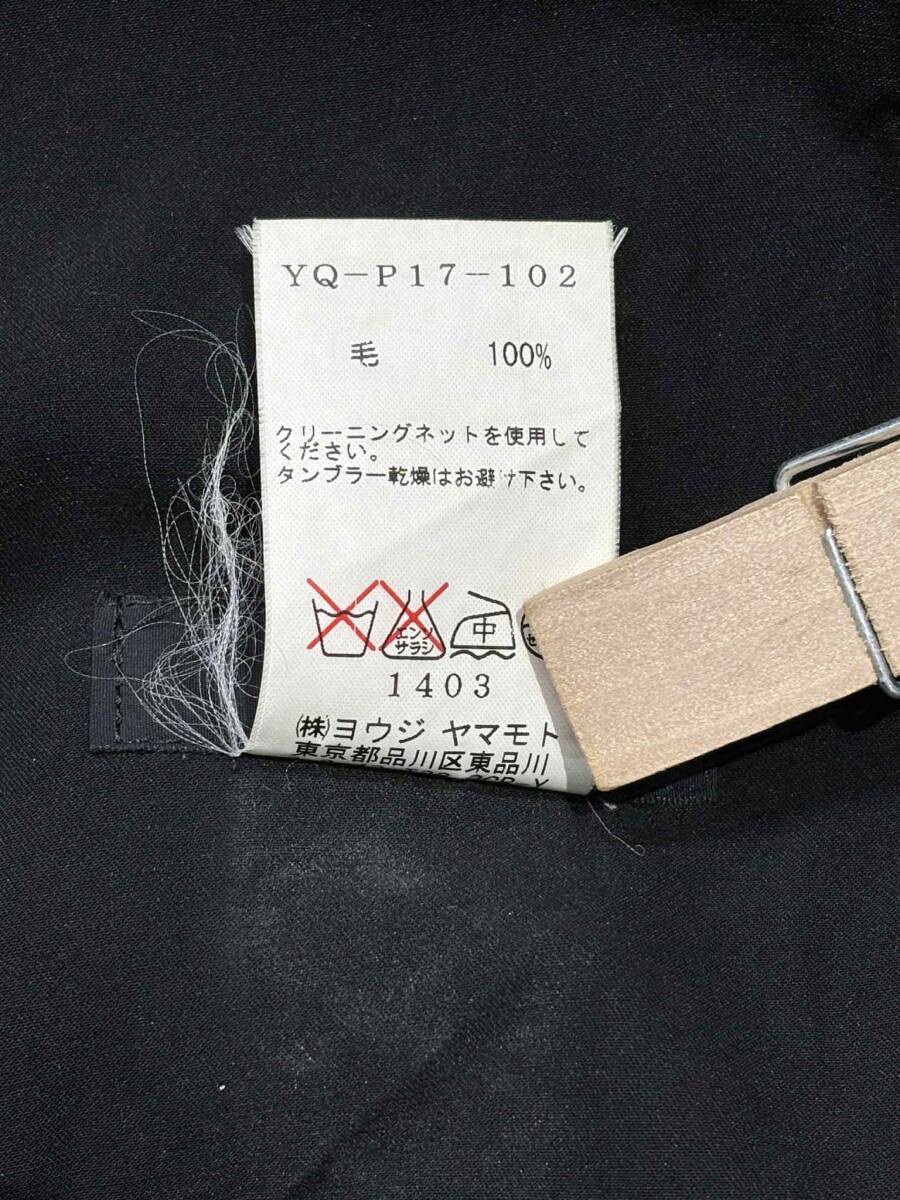 YQ-P17-102
毛 100%
クリーニングネットを使用して
ください。
タンブラー乾燥はお避け下さい。
エンソ
サラシ
中
1403
(株)ヨウジ ヤマモト
東京都品川区東品川